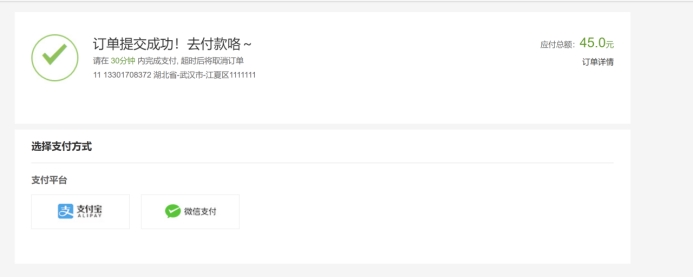 订单提交成功！去付款咯～
应付总额：45.0元
请在 30分钟 内完成支付, 超时后将取消订单
订单详情
11 13301708372 湖北省-武汉市-江夏区1111111
选择支付方式
支付平台
支付宝
ALIPAY
微信支付